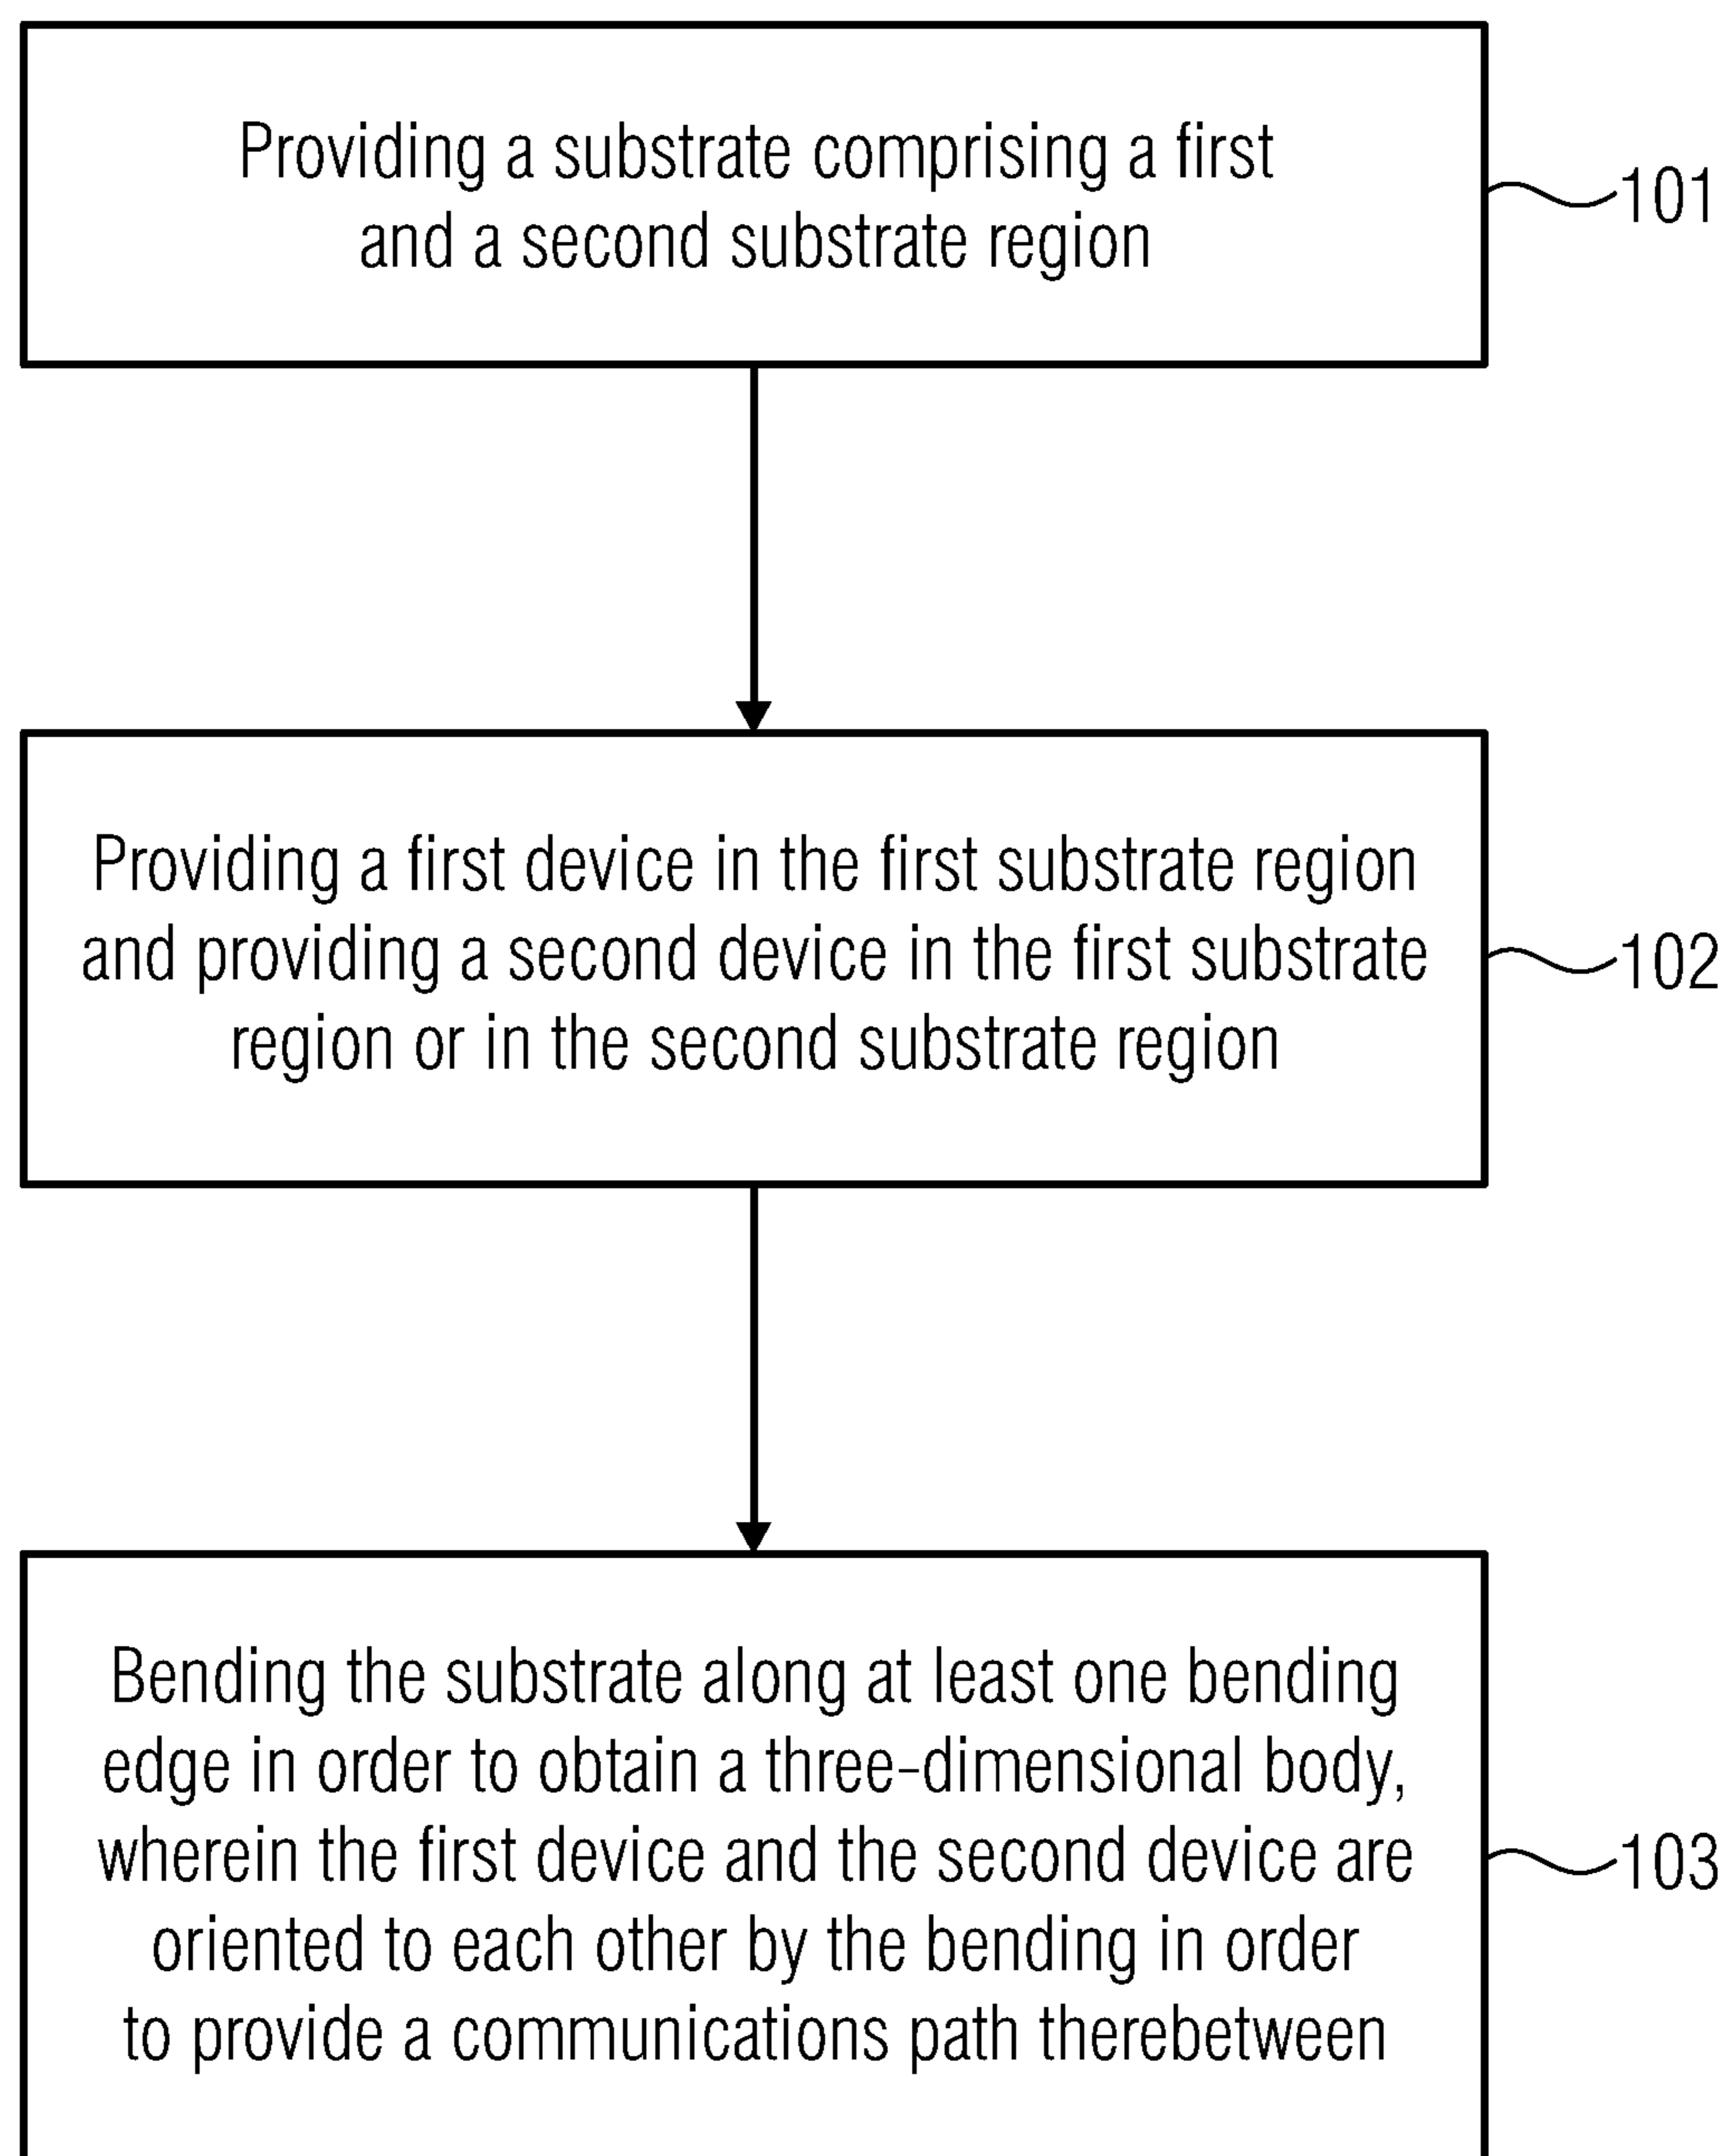 Providing a substrate comprising a first
and a second substrate region
101
Providing a first device in the first substrate region
and providing a second device in the first substrate
region or in the second substrate region
102
Bending the substrate along at least one bending
edge in order to obtain a three-dimensional body,
wherein the first device and the second device are
oriented to each other by the bending in order
to provide a communications path therebetween
103